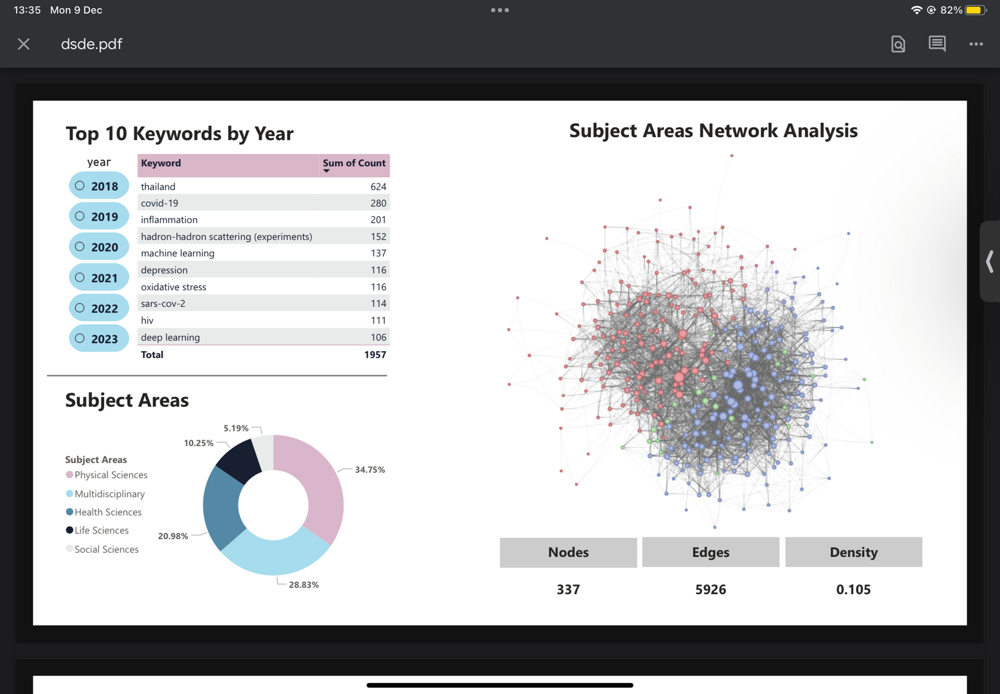 13:35 Mon 9 Dec
82%
dsde.pdf
Top 10 Keywords by Year
year
2018
2019
2020
2021
2022
2023
Keyword Sum of Count
thailand 624
covid-19 280
inflammation 201
hadron-hadron scattering (experiments) 152
machine learning 137
depression 116
oxidative stress 116
sars-cov-2 114
hiv 111
deep learning 106
Total 1957
Subject Areas
Subject Areas
Physical Sciences
Multidisciplinary
Health Sciences
Life Sciences
Social Sciences
5.19%
10.25%
34.75%
20.98%
28.83%
Subject Areas Network Analysis
Nodes Edges Density
337 5926 0.105